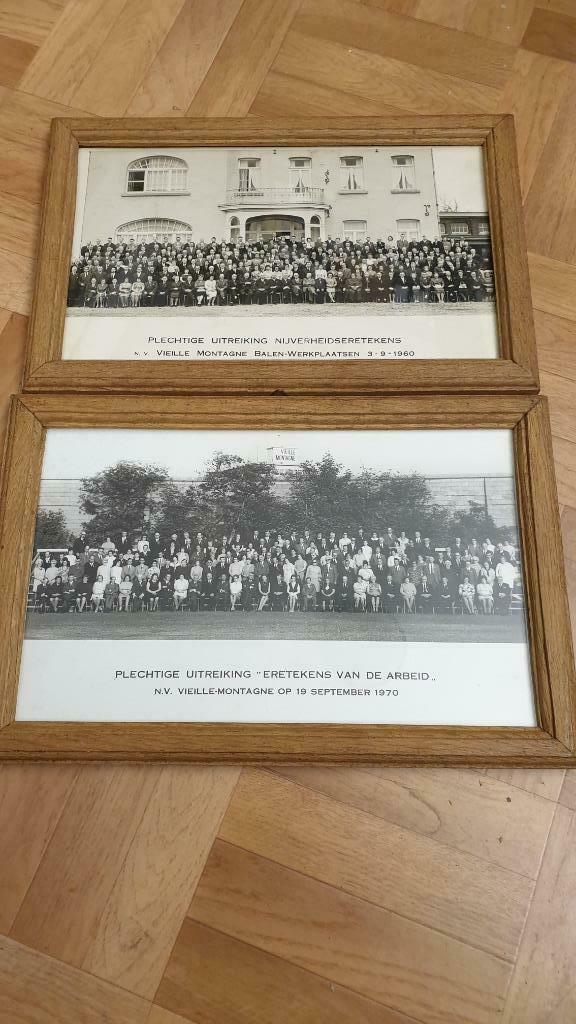 PLECHTIGE UITREIKING NIJVERHEIDSERETEKENS
N.V. VIEILLE MONTAGNE BALEN-WERKPLAATSEN 3-9-1960
VIEILLE
MONTAGNE
PLECHTIGE UITREIKING "ERETEKENS VAN DE ARBEID„
N.V. VIEILLE-MONTAGNE OP 19 SEPTEMBER 1970